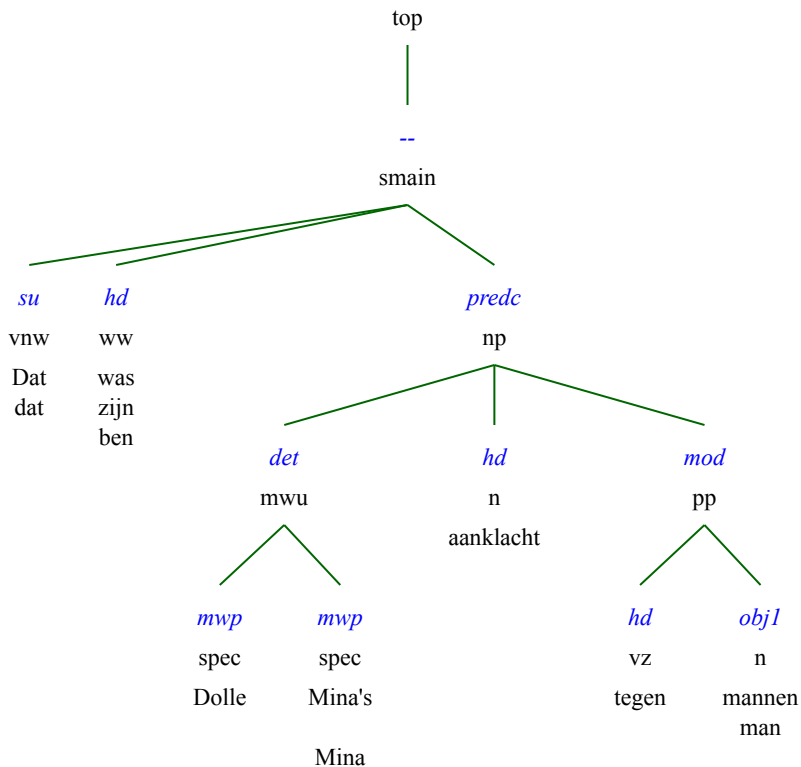 top
--
smain
su hd predc
vnw ww np
Dat was
dat zijn
ben
det hd mod
mwu n pp
aanklacht
mwp mwp hd obj1
spec spec vz n
Dolle Mina's tegen mannen
man
Mina